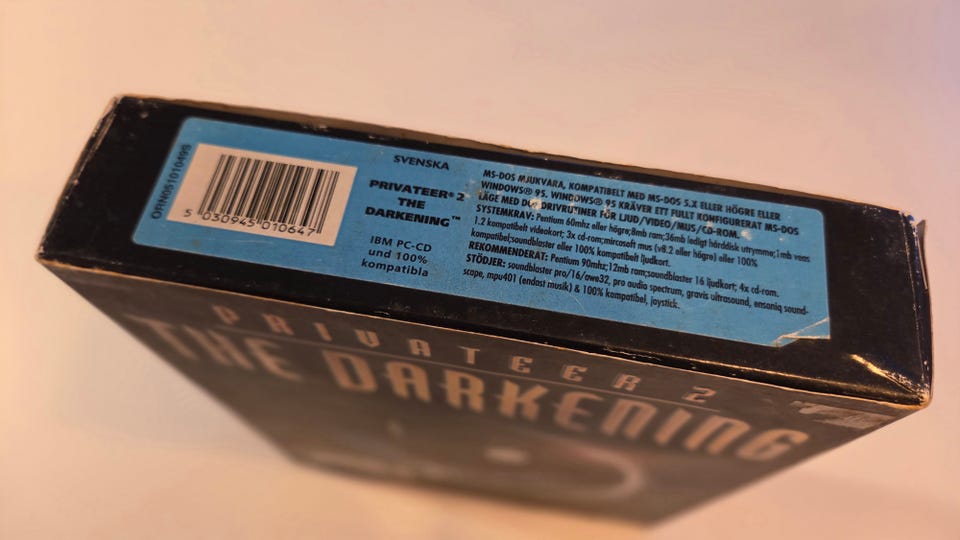 ORN05101049S
5 030945 010647
SVENSKA
PRIVATEER® 2
THE
DARKENING™
IBM PC-CD
und 100%
kompatibla
MS-DOS MJUKVARA, KOMPATIBELT MED MS-DOS 5.X ELLER HÖGRE ELLER
WINDOWS® 95. WINDOWS® 95 KRÄVER ETT FULLT KONFIGURERAT MS-DOS
LÄGE MED DOS DRIVRUTINER FÖR LJUD/VIDEO/MUS/CD-ROM.
SYSTEMKRAV: Pentium 60mhz eller högre;8mb ram;36mb ledigt hårddisk uttymme;1mb vesa
1.2 kompatibelt videokort; 3x cd-rom;mircosoft mus (v8.2 eller högre) eller 100%
kompatibel;soundblaster eller 100% kompatibelt ljudkort.
REKOMMENDERAT: Pentium 90mhz;12mb ram;soundblaster 16 ljudkort; 4x cd-rom.
STÖDJER: soundblaster pro/16/awe32, pro audio spectrum, gravis ultrasound, ensoniq sound-
scape, mpu401 (endast musik) & 100% kompatibel, joystick.
PRIVATEER 2
THE DARKENING